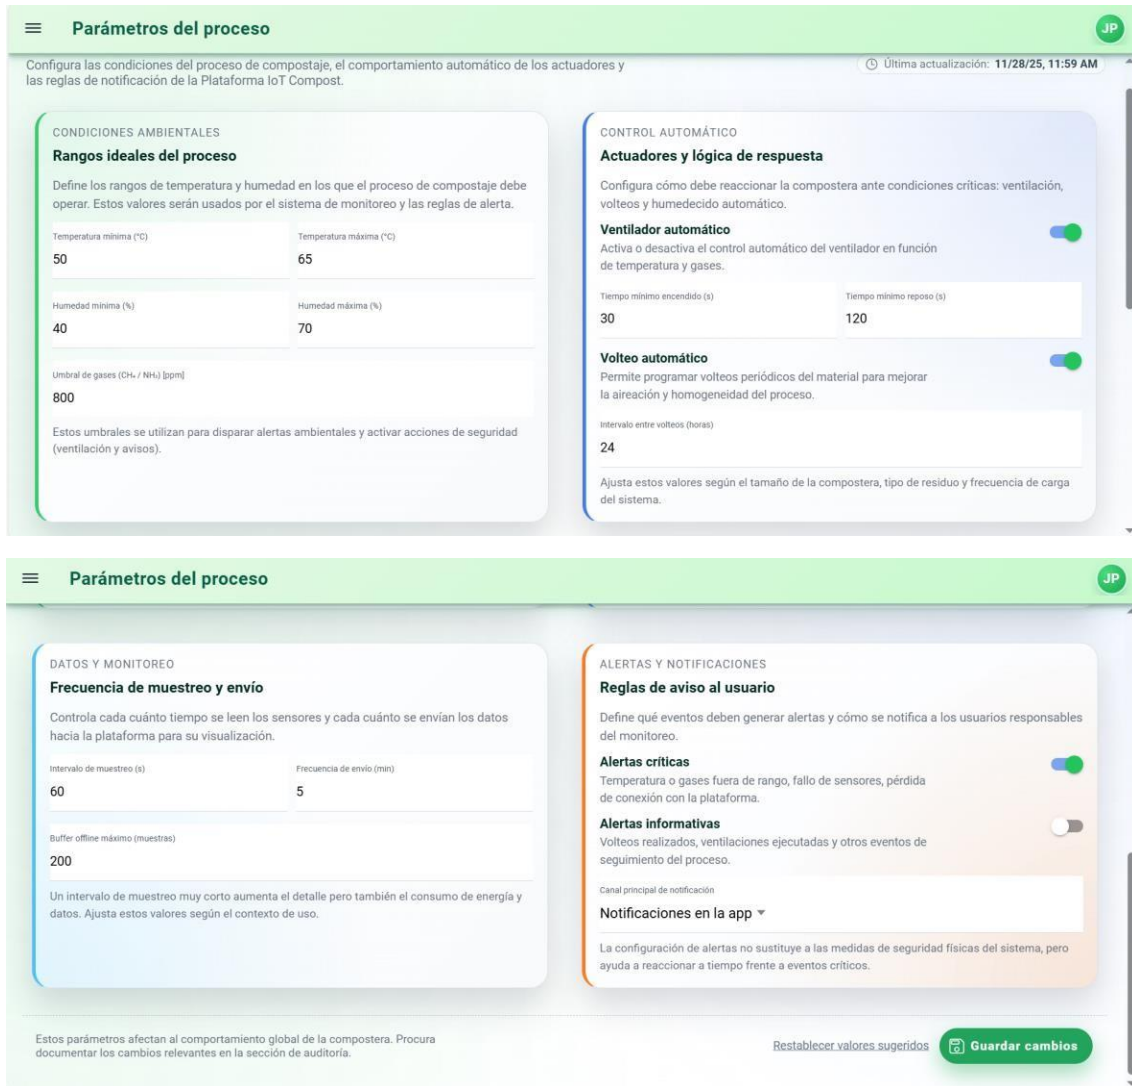 Parámetros del proceso
JP
Configura las condiciones del proceso de compostaje, el comportamiento automático de los actuadores y
las reglas de notificación de la Plataforma IoT Compost.
Última actualización: 11/28/25, 11:59 AM
CONDICIONES AMBIENTALES
Rangos ideales del proceso
Define los rangos de temperatura y humedad en los que el proceso de compostaje debe
operar. Estos valores serán usados por el sistema de monitoreo y las reglas de alerta.
Temperatura mínima (°C)
50
Temperatura máxima (°C)
65
Humedad mínima (%)
40
Humedad máxima (%)
70
Umbral de gases (CH₄ / NH₃) [ppm]
800
Estos umbrales se utilizan para disparar alertas ambientales y activar acciones de seguridad
(ventilación y avisos).
CONTROL AUTOMÁTICO
Actuadores y lógica de respuesta
Configura cómo debe reaccionar la compostera ante condiciones críticas: ventilación,
volteos y humedecido automático.
Ventilador automático
Activa o desactiva el control automático del ventilador en función
de temperatura y gases.
Tiempo mínimo encendido (s)
30
Tiempo mínimo reposo (s)
120
Volteo automático
Permite programar volteos periódicos del material para mejorar
la aireación y homogeneidad del proceso.
Intervalo entre volteos (horas)
24
Ajusta estos valores según el tamaño de la compostera, tipo de residuo y frecuencia de carga
del sistema.
Parámetros del proceso
JP
DATOS Y MONITOREO
Frecuencia de muestreo y envío
Controla cada cuánto tiempo se leen los sensores y cada cuánto se envían los datos
hacia la plataforma para su visualización.
Intervalo de muestreo (s)
60
Frecuencia de envío (min)
5
Buffer offline máximo (muestras)
200
Un intervalo de muestreo muy corto aumenta el detalle pero también el consumo de energía y
datos. Ajusta estos valores según el contexto de uso.
ALERTAS Y NOTIFICACIONES
Reglas de aviso al usuario
Define qué eventos deben generar alertas y cómo se notifica a los usuarios responsables
del monitoreo.
Alertas críticas
Temperatura o gases fuera de rango, fallo de sensores, pérdida
de conexión con la plataforma.
Alertas informativas
Volteos realizados, ventilaciones ejecutadas y otros eventos de
seguimiento del proceso.
Canal principal de notificación
Notificaciones en la app
La configuración de alertas no sustituye a las medidas de seguridad físicas del sistema, pero
ayuda a reaccionar a tiempo frente a eventos críticos.
Estos parámetros afectan al comportamiento global de la compostera. Procura
documentar los cambios relevantes en la sección de auditoría.
Restablecer valores sugeridos
Guardar cambios